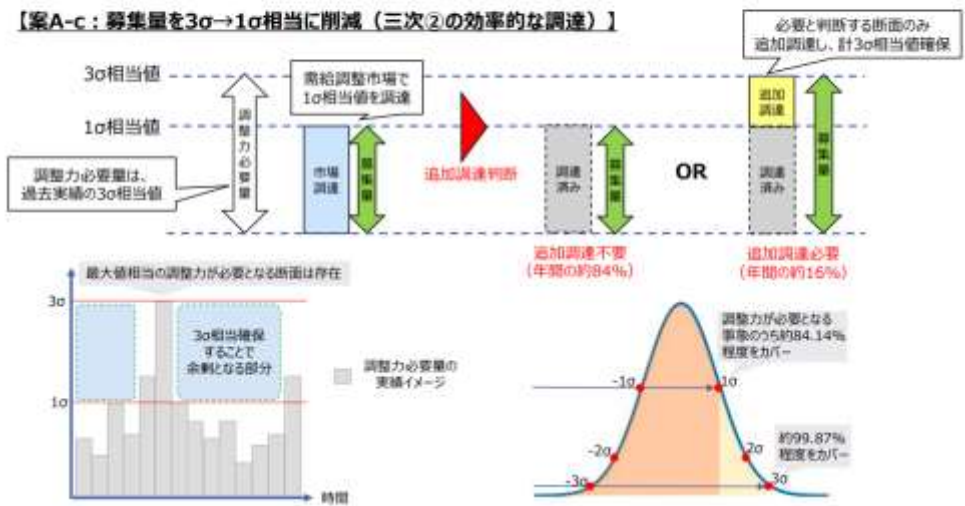 【案A-c：募集量を3σ→1σ相当に削減（三次②の効率的な調達）】
必要と判断する断面のみ
追加調達し、計3σ相当値確保
3σ相当値
需給調整市場で
1σ相当値を調達
1σ相当値
調整力必要量
調整力必要量は、
過去実績の3σ相当値
市場
調達
募集量
追加調達判断
調達
済み
募集量
OR
追加
調達
調達
済み
募集量
追加調達不要
（年間の約84%）
追加調達必要
（年間の約16%）
最大値相当の調整力が必要となる断面は存在
3σ
1σ
3σ相当確保
することで
余剰となる部分
調整力必要量の
実績イメージ
時間
調整力が必要となる
事象のうち約84.14%
程度をカバー
-1σ
1σ
-2σ
2σ
-3σ
3σ
約99.87%
程度をカバー